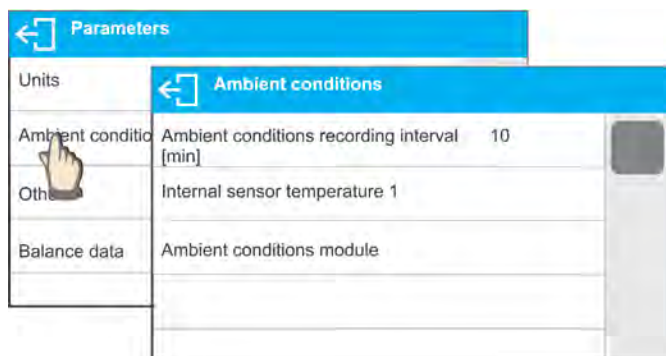 Parameters
Units
Ambient conditio
Oth
Balance data
Ambient conditions
Ambient conditions recording interval 10
[min]
Internal sensor temperature 1
Ambient conditions module